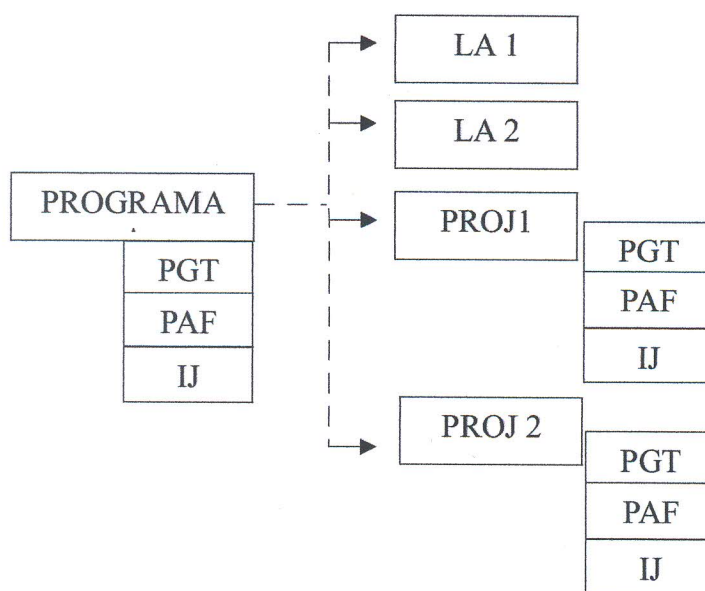 LA 1
LA 2
PROGRAMA
PGT
PAF
IJ
PROJ1
PGT
PAF
IJ
PROJ 2
PGT
PAF
IJ